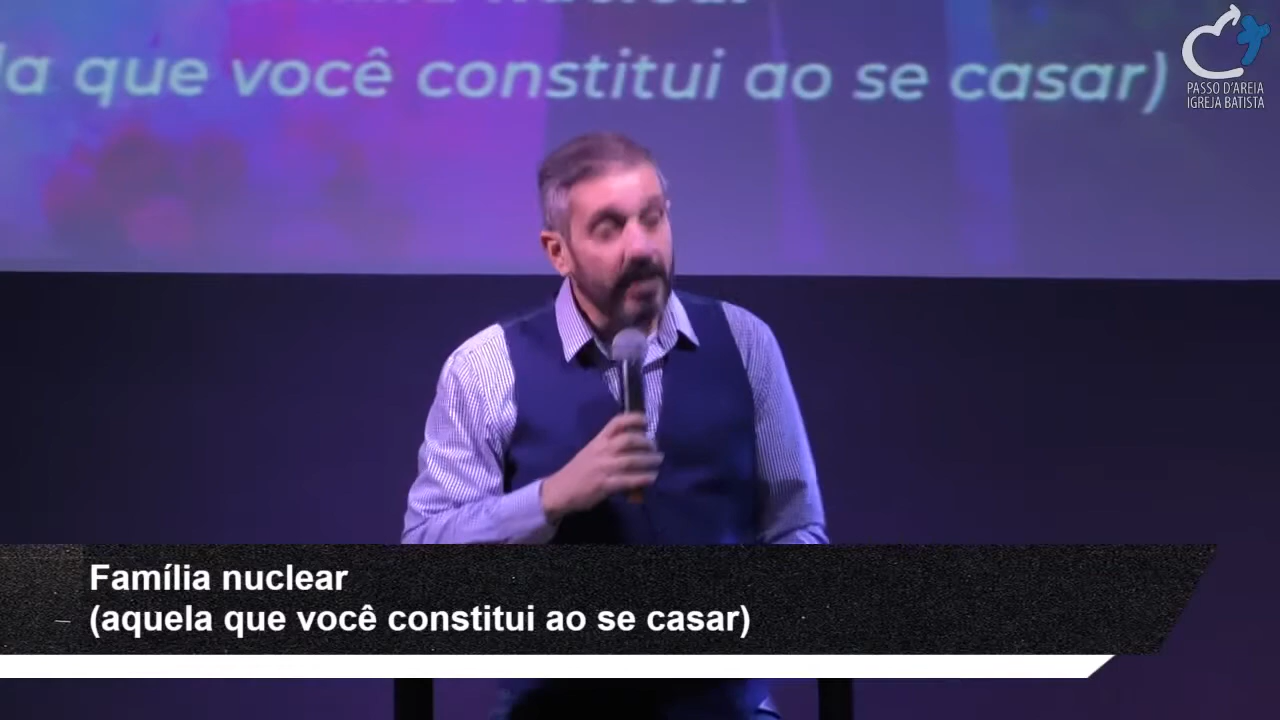 que você constitui ao se casar)
PASSO D'AREIA
IGREJA BATISTA
Família nuclear
(aquela que você constitui ao se casar)